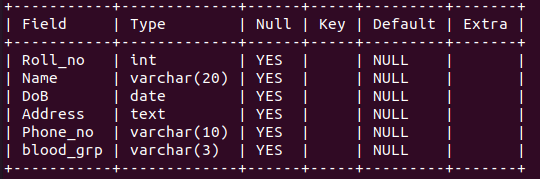 +-----------+-------------+------+-----+---------+-------+
| Field     | Type        | Null | Key | Default | Extra |
+-----------+-------------+------+-----+---------+-------+
| Roll_no   | int         | YES  |     | NULL    |       |
| Name      | varchar(20) | YES  |     | NULL    |       |
| DoB       | date        | YES  |     | NULL    |       |
| Address   | text        | YES  |     | NULL    |       |
| Phone_no  | varchar(10) | YES  |     | NULL    |       |
| blood_grp | varchar(3)  | YES  |     | NULL    |       |
+-----------+-------------+------+-----+---------+-------+